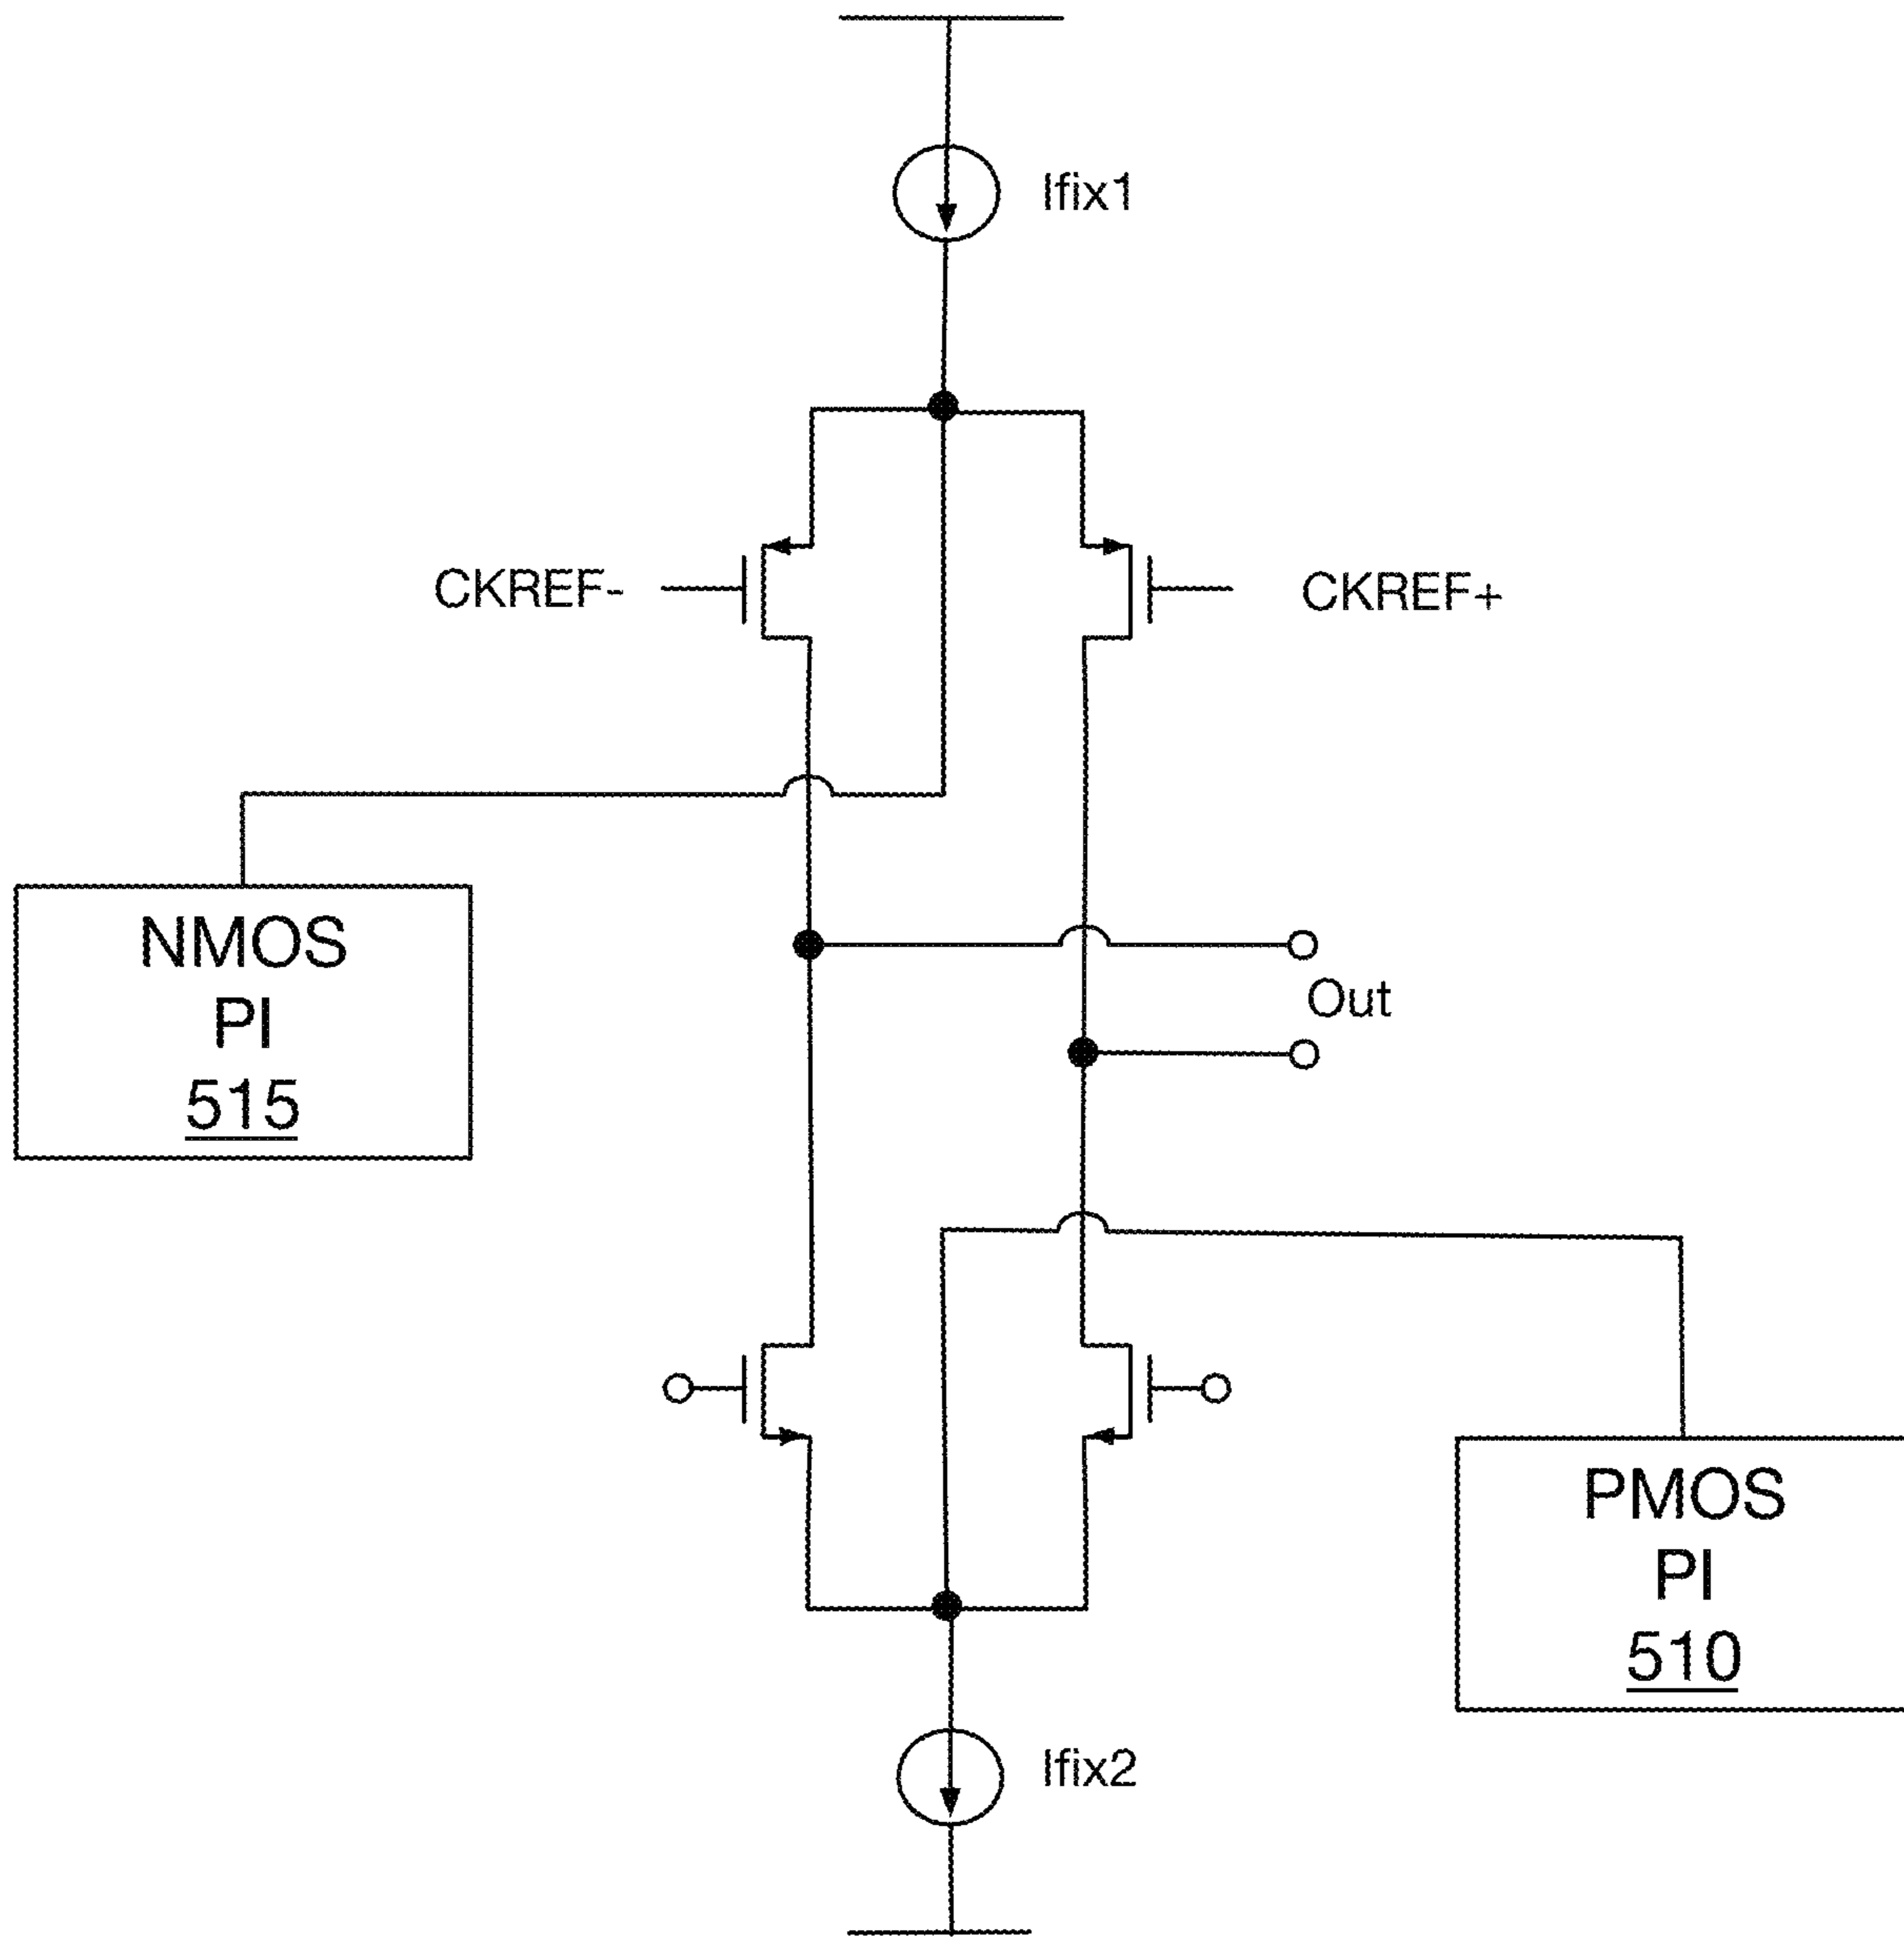 Ifix1
CKREF-
CKREF+
NMOS
PI
515
Out
PMOS
PI
510
Ifix2